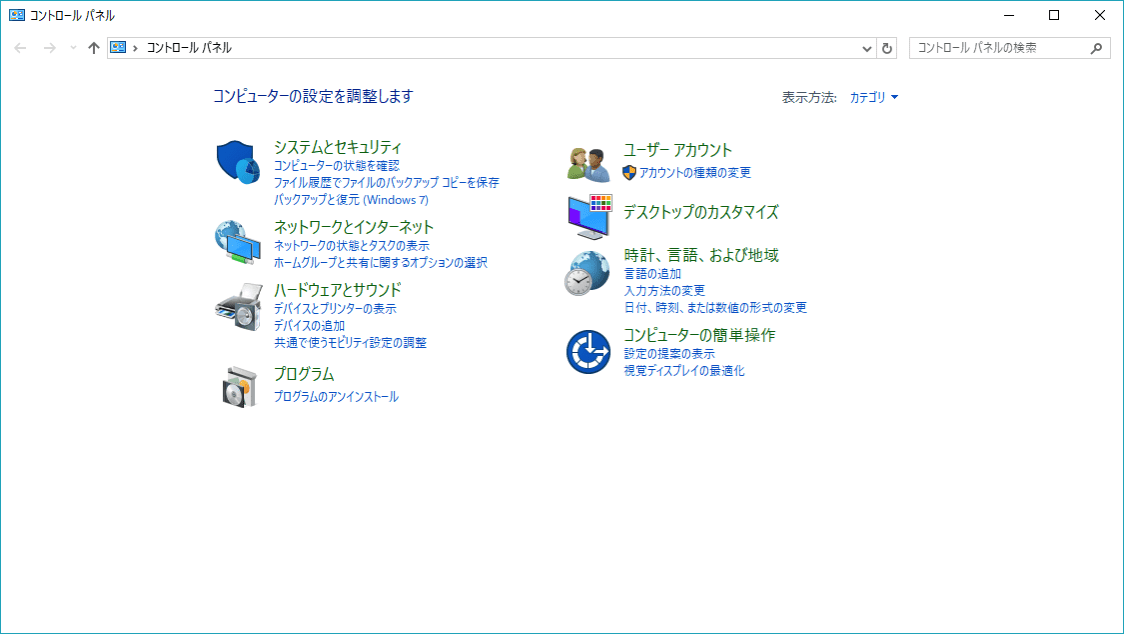 コントロール パネル
コントロール パネル
コントロール パネルの検索
コンピューターの設定を調整します
表示方法: カテゴリ
システムとセキュリティ
コンピューターの状態を確認
ファイル履歴でファイルのバックアップ コピーを保存
バックアップと復元 (Windows 7)
ネットワークとインターネット
ネットワークの状態とタスクの表示
ホームグループと共有に関するオプションの選択
ハードウェアとサウンド
デバイスとプリンターの表示
デバイスの追加
共通で使うモビリティ設定の調整
プログラム
プログラムのアンインストール
ユーザー アカウント
アカウントの種類の変更
デスクトップのカスタマイズ
時計、言語、および地域
言語の追加
入力方法の変更
日付、時刻、または数値の形式の変更
コンピューターの簡単操作
設定の提案の表示
視覚ディスプレイの最適化